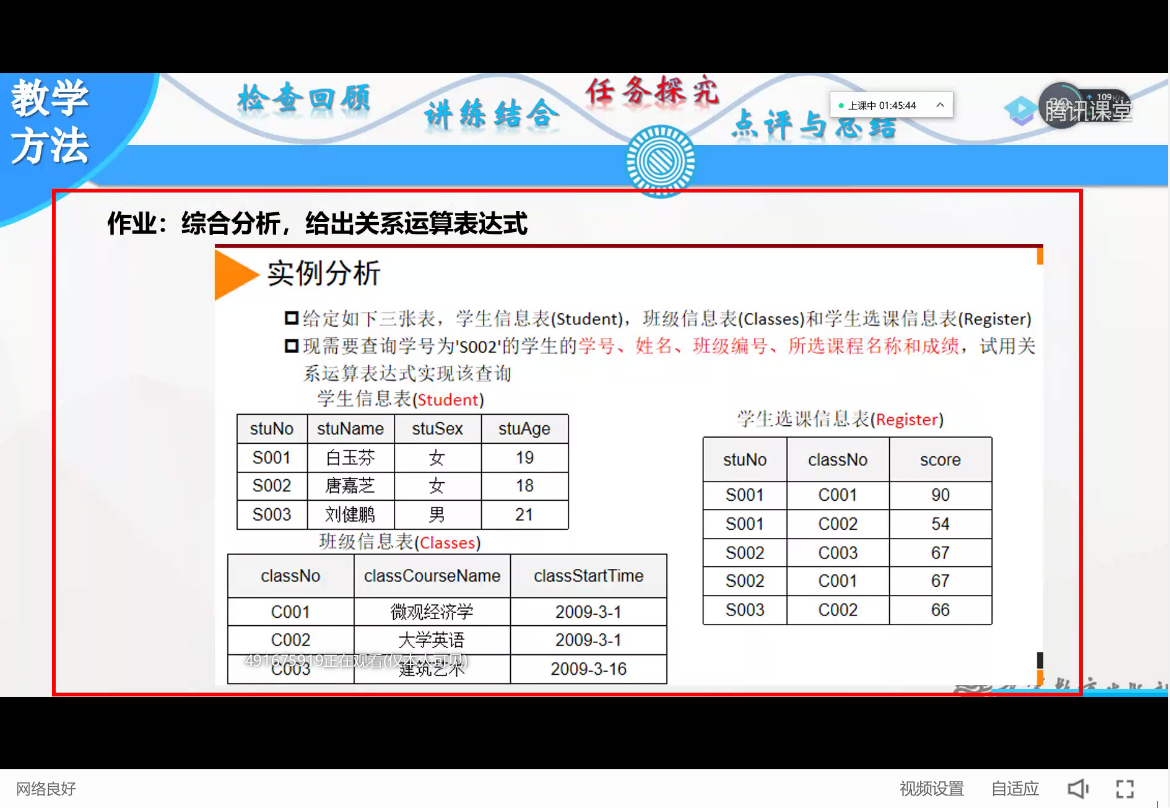 教学
方法
检查回顾
讲练结合
任务探究
点评与总结
上课中 01:45:44
109
腾讯课堂
作业：综合分析，给出关系运算表达式
实例分析
给定如下三张表，学生信息表(Student)，班级信息表(Classes)和学生选课信息表(Register)
现需要查询学号为'S002'的学生的学号、姓名、班级编号、所选课程名称和成绩，试用关
系运算表达式实现该查询
学生信息表(Student)
stuNo stuName stuSex stuAge
S001 白玉芬 女 19
S002 唐嘉芝 女 18
S003 刘健鹏 男 21
班级信息表(Classes)
classNo classCourseName classStartTime
C001 微观经济学 2009-3-1
C002 大学英语 2009-3-1
C003 建筑艺术 2009-3-16
491675919正在观看(仅本人可见)
学生选课信息表(Register)
stuNo classNo score
S001 C001 90
S001 C002 54
S002 C003 67
S002 C001 67
S003 C002 66
网络良好
视频设置 自适应